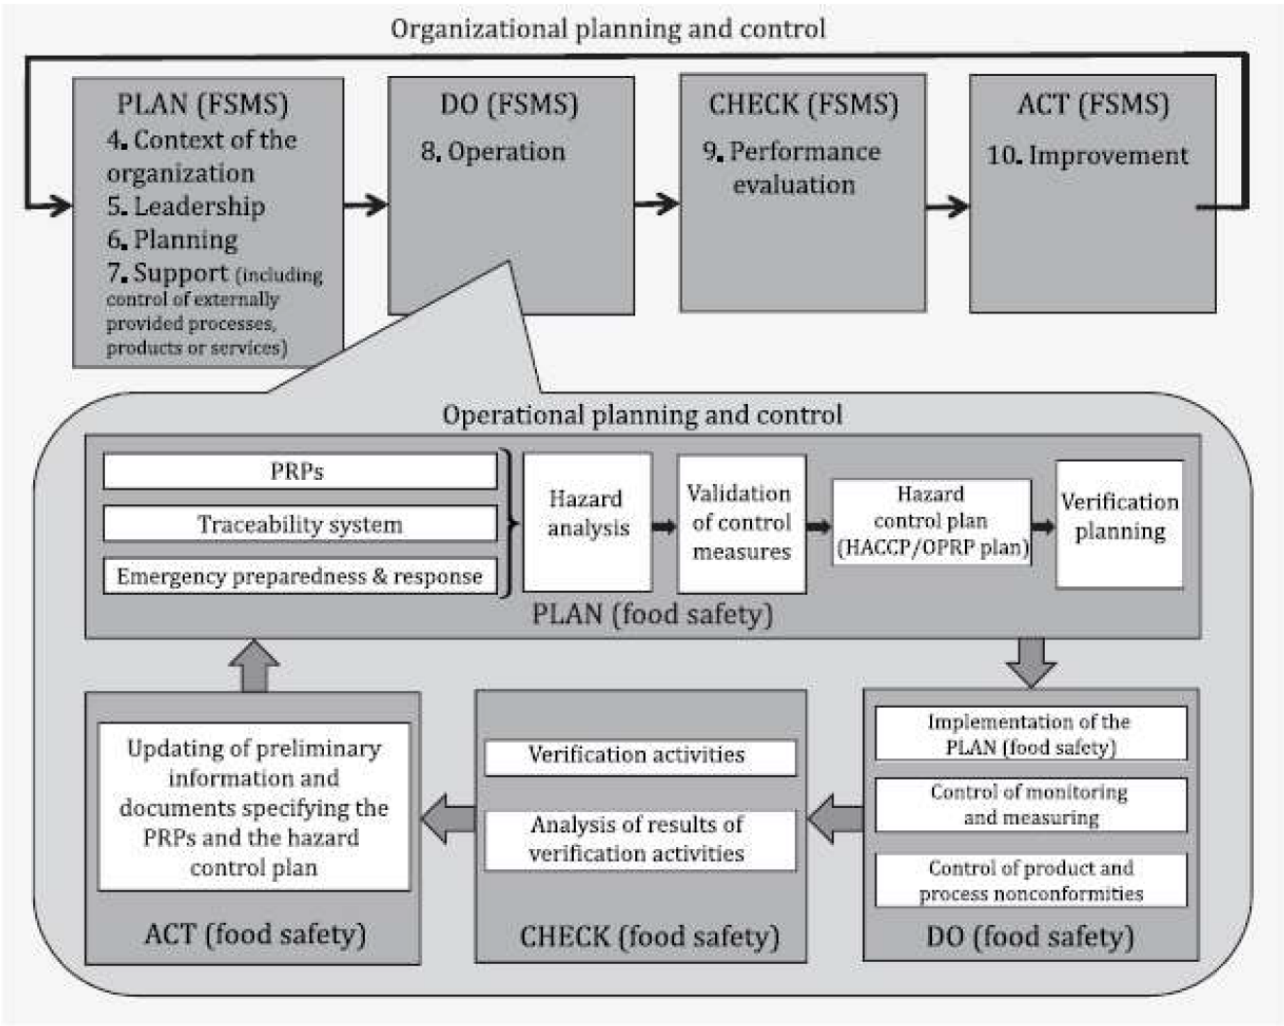 Organizational planning and control
PLAN (FSMS)
4. Context of the
organization
5. Leadership
6. Planning
7. Support (including
control of externally
provided processes,
products or services)
DO (FSMS)
8. Operation
CHECK (FSMS)
9. Performance
evaluation
ACT (FSMS)
10. Improvement
Operational planning and control
PRPs
Traceability system
Emergency preparedness & response
Hazard
analysis
Validation
of control
measures
Hazard
control plan
(HACCP/OPRP plan)
Verification
planning
PLAN (food safety)
Updating of preliminary
information and
documents specifying the
PRPs and the hazard
control plan
ACT (food safety)
Verification activities
Analysis of results of
verification activities
CHECK (food safety)
Implementation of the
PLAN (food safety)
Control of monitoring
and measuring
Control of product and
process nonconformities
DO (food safety)